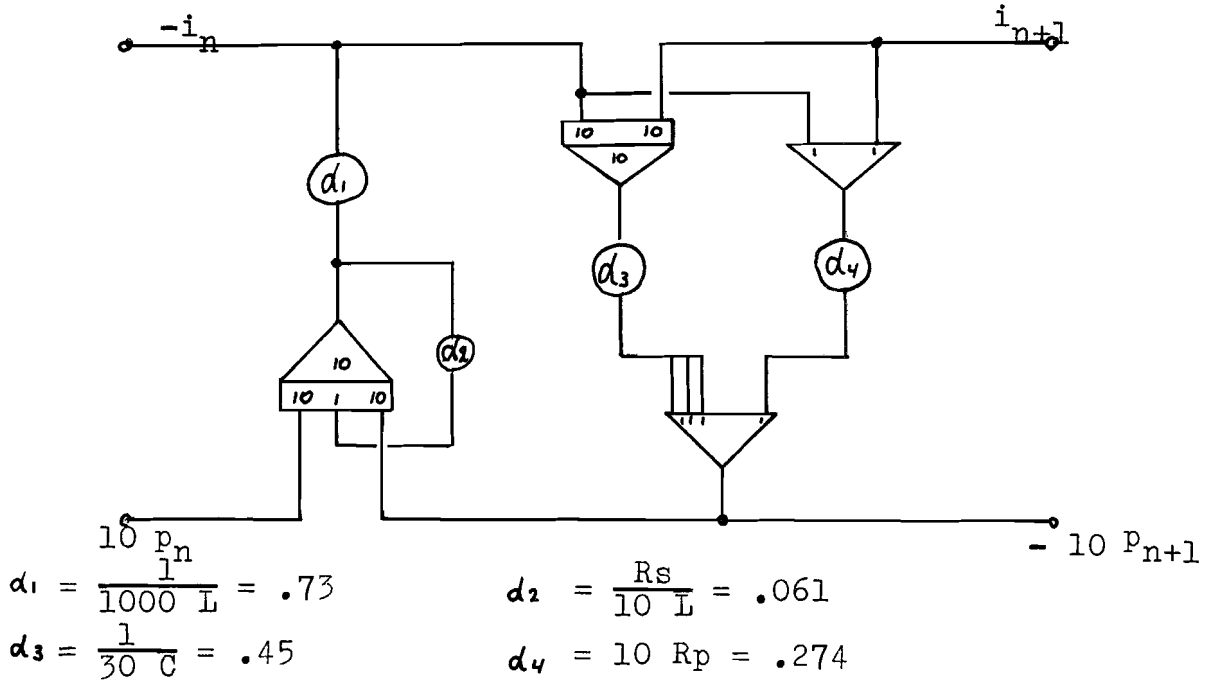 -i_n
i_{n+1}
10 10
10
1 1
d₁
d₃
d₄
10
d₂
10 1 10
1 1 1 1
10 p_n
- 10 p_{n+1}
d₁ = 1/(1000 L) = .73
d₂ = Rs/(10 L) = .061
d₃ = 1/(30 C) = .45
d₄ = 10 Rp = .274